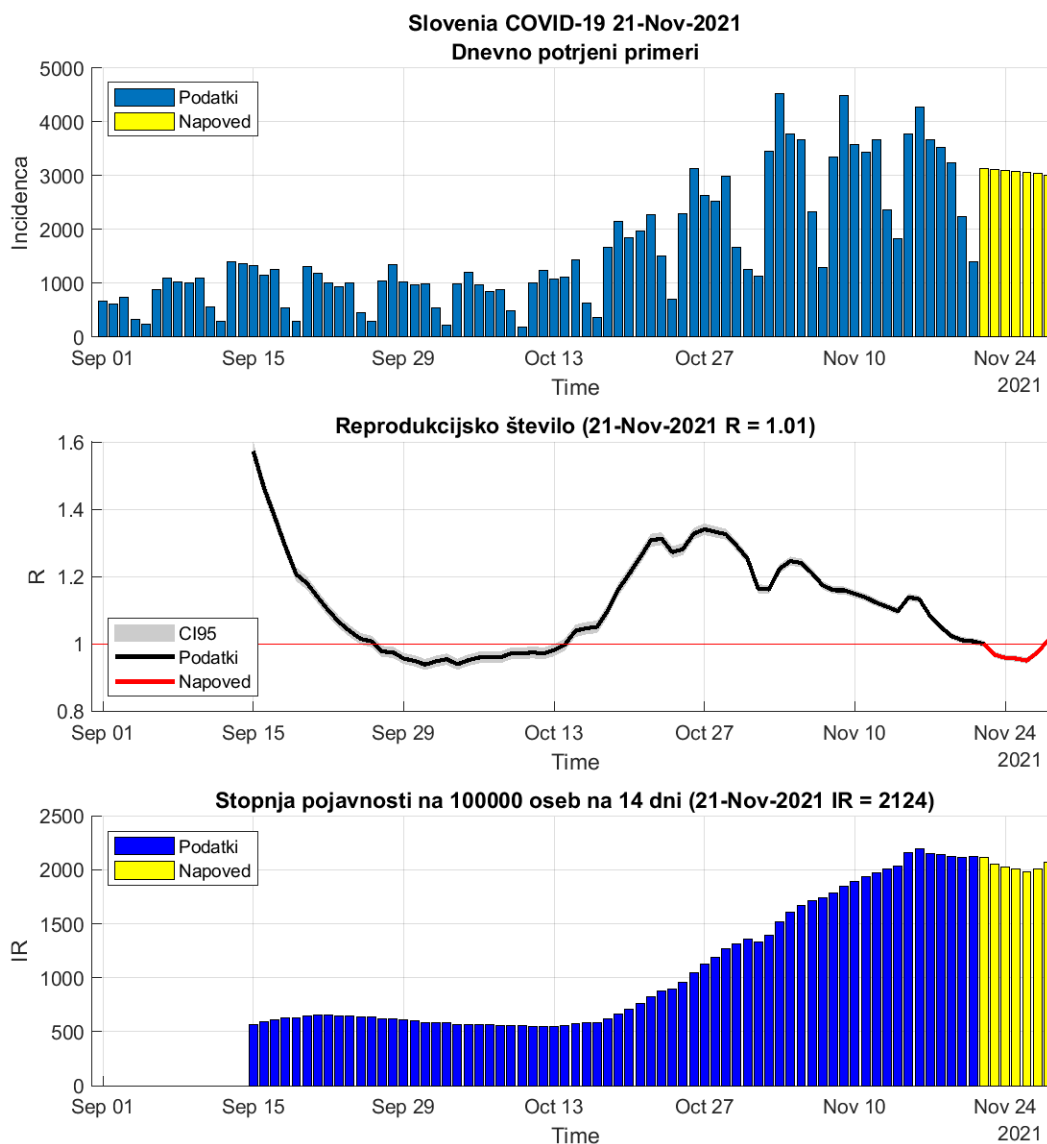 Slovenia COVID-19 21-Nov-2021
Dnevno potrjeni primeri
5000
4000
3000
2000
1000
0
Incidenca
Podatki
Napoved
Sep 01 Sep 15 Sep 29 Oct 13 Oct 27 Nov 10 Nov 24
2021
Time
Reprodukcijsko število (21-Nov-2021 R = 1.01)
1.6
1.4
1.2
1
0.8
R
CI95
Podatki
Napoved
Sep 01 Sep 15 Sep 29 Oct 13 Oct 27 Nov 10 Nov 24
2021
Time
Stopnja pojavnosti na 100000 oseb na 14 dni (21-Nov-2021 IR = 2124)
2500
2000
1500
1000
500
0
IR
Podatki
Napoved
Sep 01 Sep 15 Sep 29 Oct 13 Oct 27 Nov 10 Nov 24
2021
Time